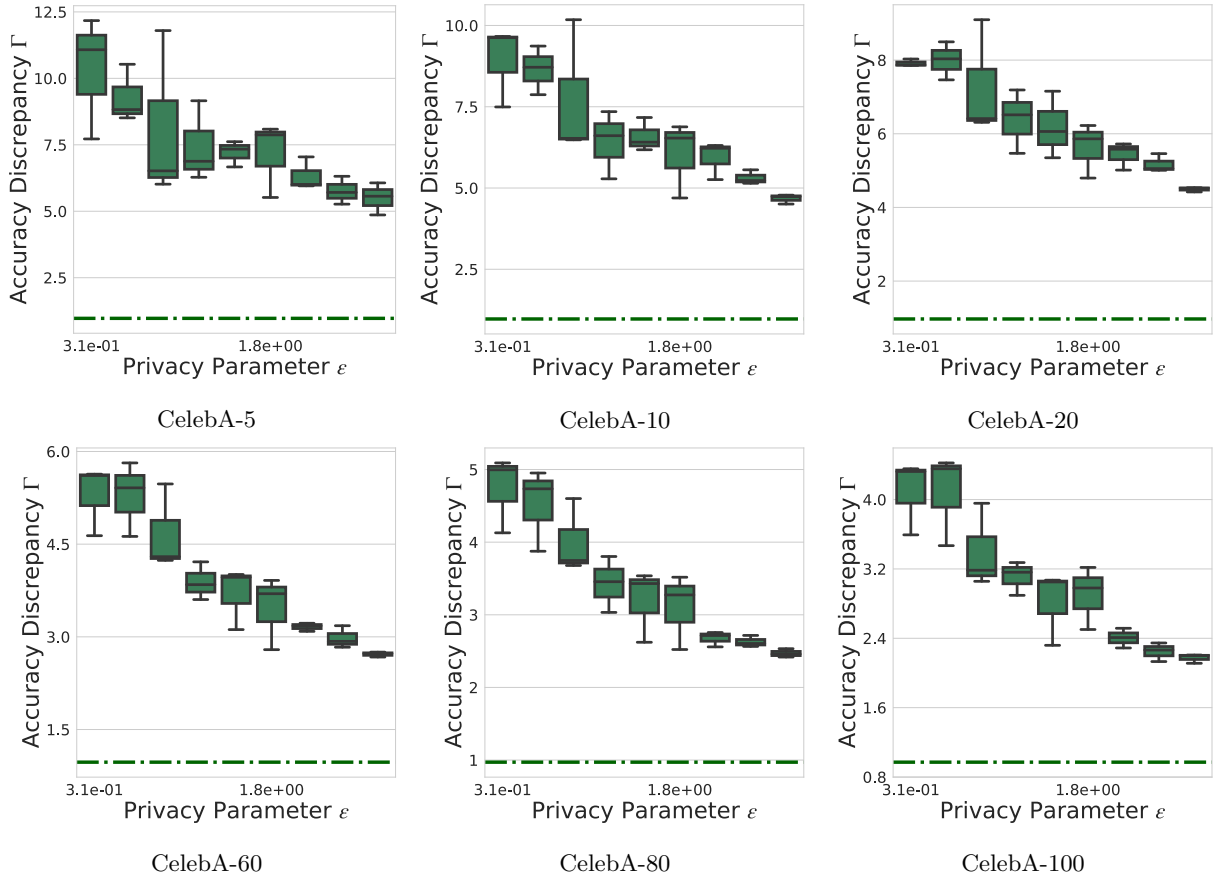 12.5
10.0
7.5
5.0
2.5
Accuracy Discrepancy Γ
3.1e-01 1.8e+00
Privacy Parameter ε
CelebA-5
10.0
7.5
5.0
2.5
Accuracy Discrepancy Γ
3.1e-01 1.8e+00
Privacy Parameter ε
CelebA-10
8
6
4
2
Accuracy Discrepancy Γ
3.1e-01 1.8e+00
Privacy Parameter ε
CelebA-20
6.0
4.5
3.0
1.5
Accuracy Discrepancy Γ
3.1e-01 1.8e+00
Privacy Parameter ε
CelebA-60
5
4
3
2
1
Accuracy Discrepancy Γ
3.1e-01 1.8e+00
Privacy Parameter ε
CelebA-80
4.0
3.2
2.4
1.6
0.8
Accuracy Discrepancy Γ
3.1e-01 1.8e+00
Privacy Parameter ε
CelebA-100